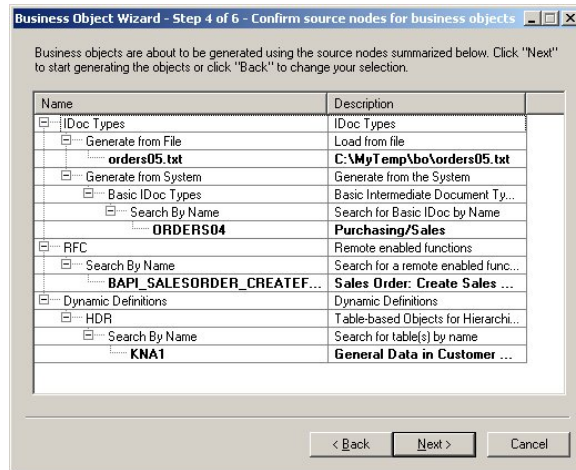 Business Object Wizard - Step 4 of 6 - Confirm source nodes for business objects
Business objects are about to be generated using the source nodes summarized below. Click "Next"
to start generating the objects or click "Back" to change your selection.
Name Description
IDoc Types IDoc Types
Generate from File Load from file
orders05.txt C:\MyTemp\bo\orders05.txt
Generate from System Generate from the System
Basic IDoc Types Basic Intermediate Document Ty...
Search By Name Search for Basic IDoc by Name
ORDERS04 Purchasing/Sales
RFC Remote enabled functions
Search By Name Search for a remote enabled func...
BAPI_SALESORDER_CREATEF... Sales Order: Create Sales ...
Dynamic Definitions Dynamic Definitions
HDR Table-based Objects for Hierarchi...
Search By Name Search for table(s) by name
KNA1 General Data in Customer ...
< Back Next > Cancel